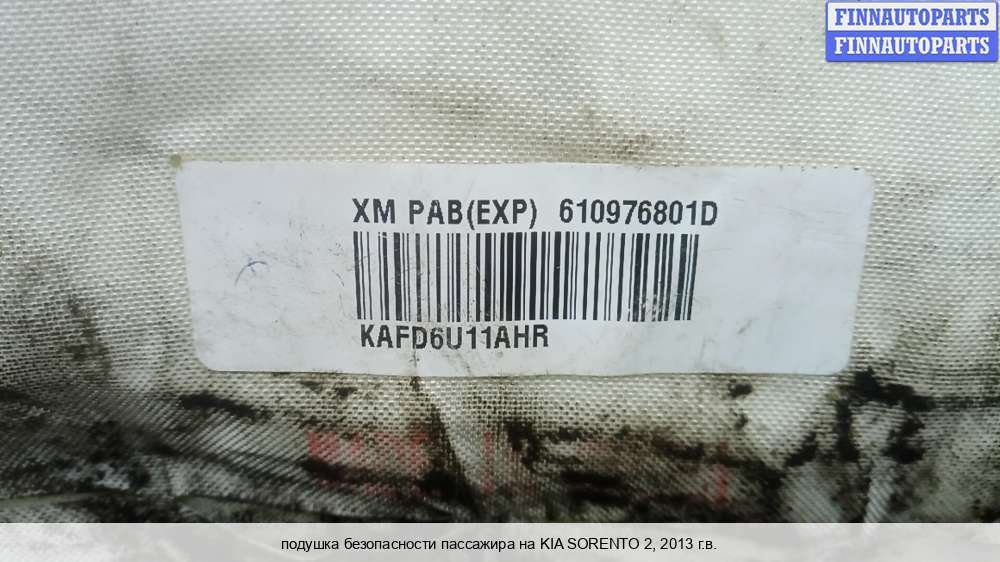 FINNAUTOPARTS
FINNAUTOPARTS
XM PAB(EXP) 610976801D
KAFD6U11AHR
подушка безопасности пассажира на KIA SORENTO 2, 2013 г.в.